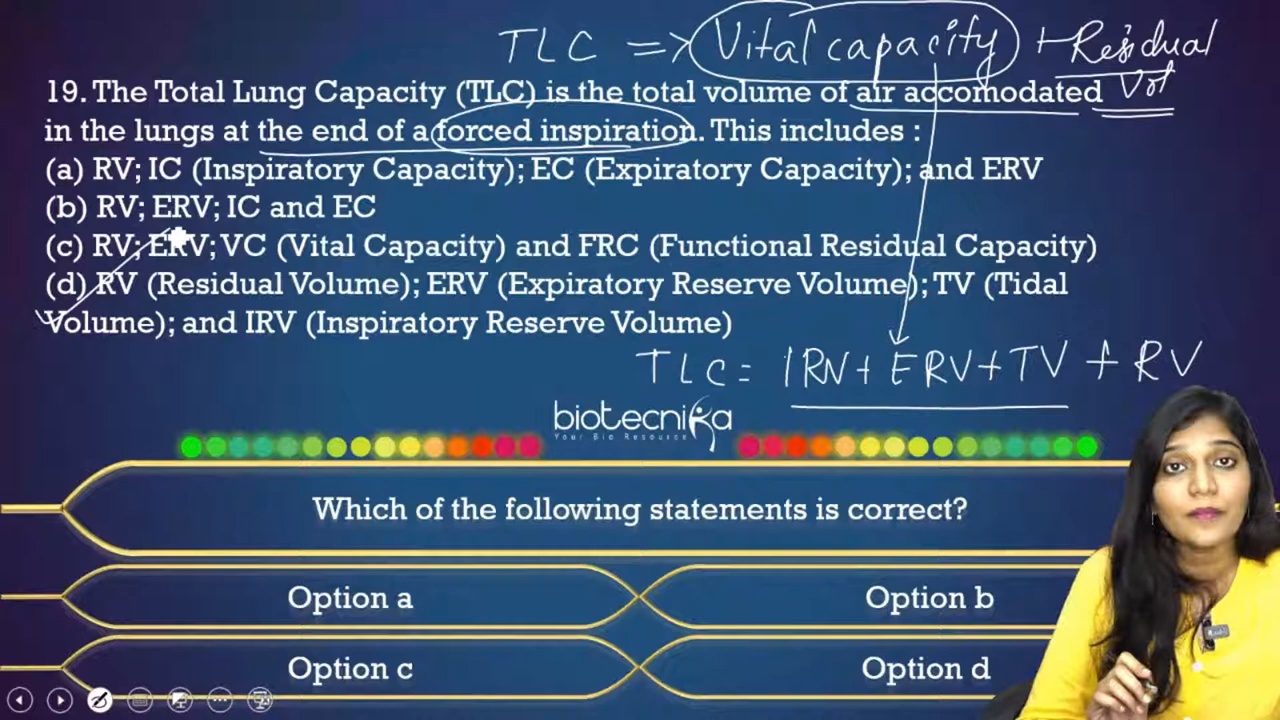 TLC => Vital capacity + Residual Vol
19. The Total Lung Capacity (TLC) is the total volume of air accomodated
in the lungs at the end of a forced inspiration. This includes :
(a) RV; IC (Inspiratory Capacity); EC (Expiratory Capacity); and ERV
(b) RV; ERV; IC and EC
(c) RV; ERV; VC (Vital Capacity) and FRC (Functional Residual Capacity)
(d) RV (Residual Volume); ERV (Expiratory Reserve Volume); TV (Tidal
Volume); and IRV (Inspiratory Reserve Volume)
TLC = IRV + ERV + TV + RV
biotecnika
Your Bio Resource
Which of the following statements is correct?
Option a
Option b
Option c
Option d